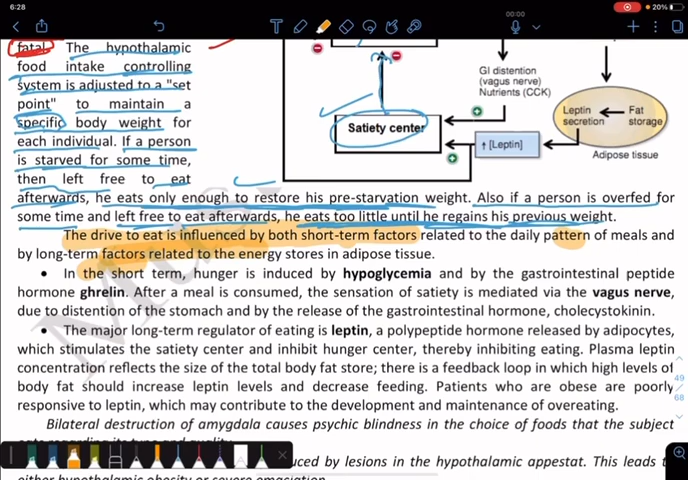 6:28
20%
00:00
fatal. The hypothalamic
food intake controlling
system is adjusted to a "set
point" to maintain a
specific body weight for
each individual. If a person
is starved for some time,
then left free to eat
afterwards, he eats only enough to restore his pre-starvation weight. Also if a person is overfed for
some time and left free to eat afterwards, he eats too little until he regains his previous weight.
Satiety center
GI distention
(vagus nerve)
Nutrients (CCK)
↑ [Leptin]
Leptin
secretion
Fat
storage
Adipose tissue
The drive to eat is influenced by both short-term factors related to the daily pattern of meals and
by long-term factors related to the energy stores in adipose tissue.
• In the short term, hunger is induced by hypoglycemia and by the gastrointestinal peptide
hormone ghrelin. After a meal is consumed, the sensation of satiety is mediated via the vagus nerve,
due to distention of the stomach and by the release of the gastrointestinal hormone, cholecystokinin.
• The major long-term regulator of eating is leptin, a polypeptide hormone released by adipocytes,
which stimulates the satiety center and inhibit hunger center, thereby inhibiting eating. Plasma leptin
concentration reflects the size of the total body fat store; there is a feedback loop in which high levels of
body fat should increase leptin levels and decrease feeding. Patients who are obese are poorly
responsive to leptin, which may contribute to the development and maintenance of overeating.
49
68
Bilateral destruction of amygdala causes psychic blindness in the choice of foods that the subject
by lesions in the hypothalamic appestat. This leads
either hypothalamic obesity or severe emaciation.